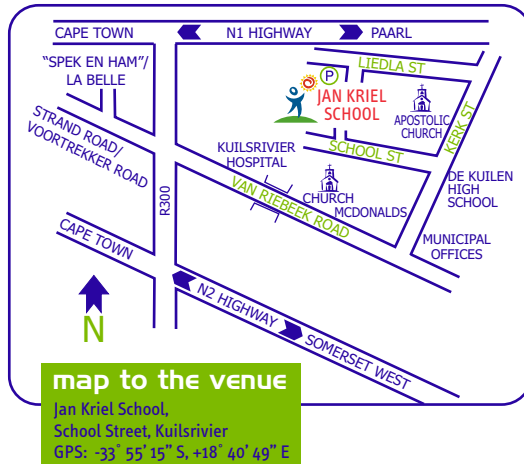 CAPE TOWN
N1 HIGHWAY
PAARL
"SPEK EN HAM"/
LA BELLE
LIEDLA ST
P
JAN KRIEL
SCHOOL
APOSTOLIC
CHURCH
KERK ST
STRAND ROAD/
VOORTREKKER ROAD
KUILSRIVIER
HOSPITAL
SCHOOL ST
R300
VAN RIEBEEK ROAD
CHURCH
MCDONALDS
DE KUILEN
HIGH
SCHOOL
CAPE TOWN
MUNICIPAL
OFFICES
N2 HIGHWAY
SOMERSET WEST
N
map to the venue
Jan Kriel School,
School Street, Kuilsrivier
GPS: -33° 55' 15" S, +18° 40' 49" E